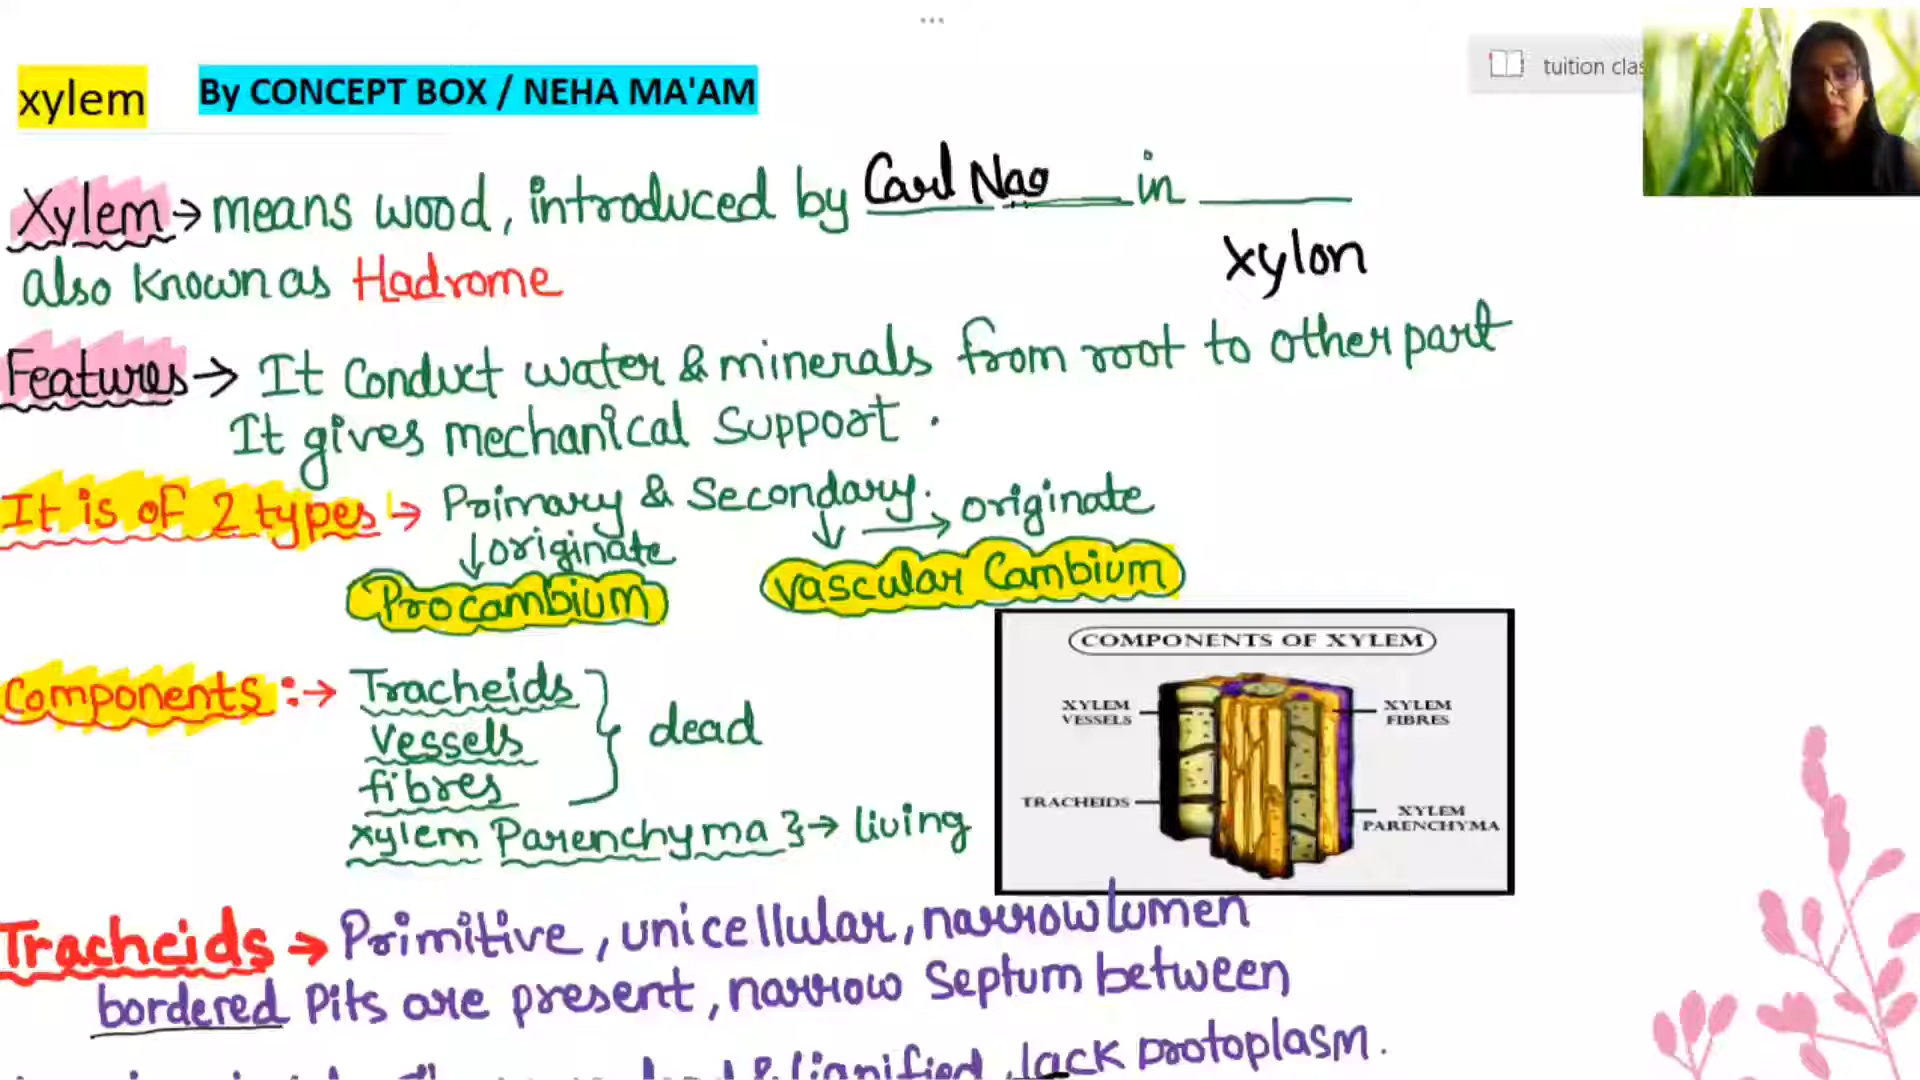 xylem By CONCEPT BOX / NEHA MA'AM
tuition clas
Xylem → means wood, introduced by Carl Nag in
xylon
also known as Hadrome
Features → It conduct water & minerals from root to other part
It gives mechanical support.
It is of 2 types → Primary & Secondary. → originate
↓ originate ↓
Procambium vascular Cambium
Components :→ Tracheids
Vessels
fibres
} dead
xylem Parenchyma } → living
COMPONENTS OF XYLEM
XYLEM VESSELS
XYLEM FIBRES
TRACHEIDS
XYLEM PARENCHYMA
Tracheids → Primitive, unicellular, narrow lumen
bordered pits are present, narrow septum between
& lignified, lack protoplasm.